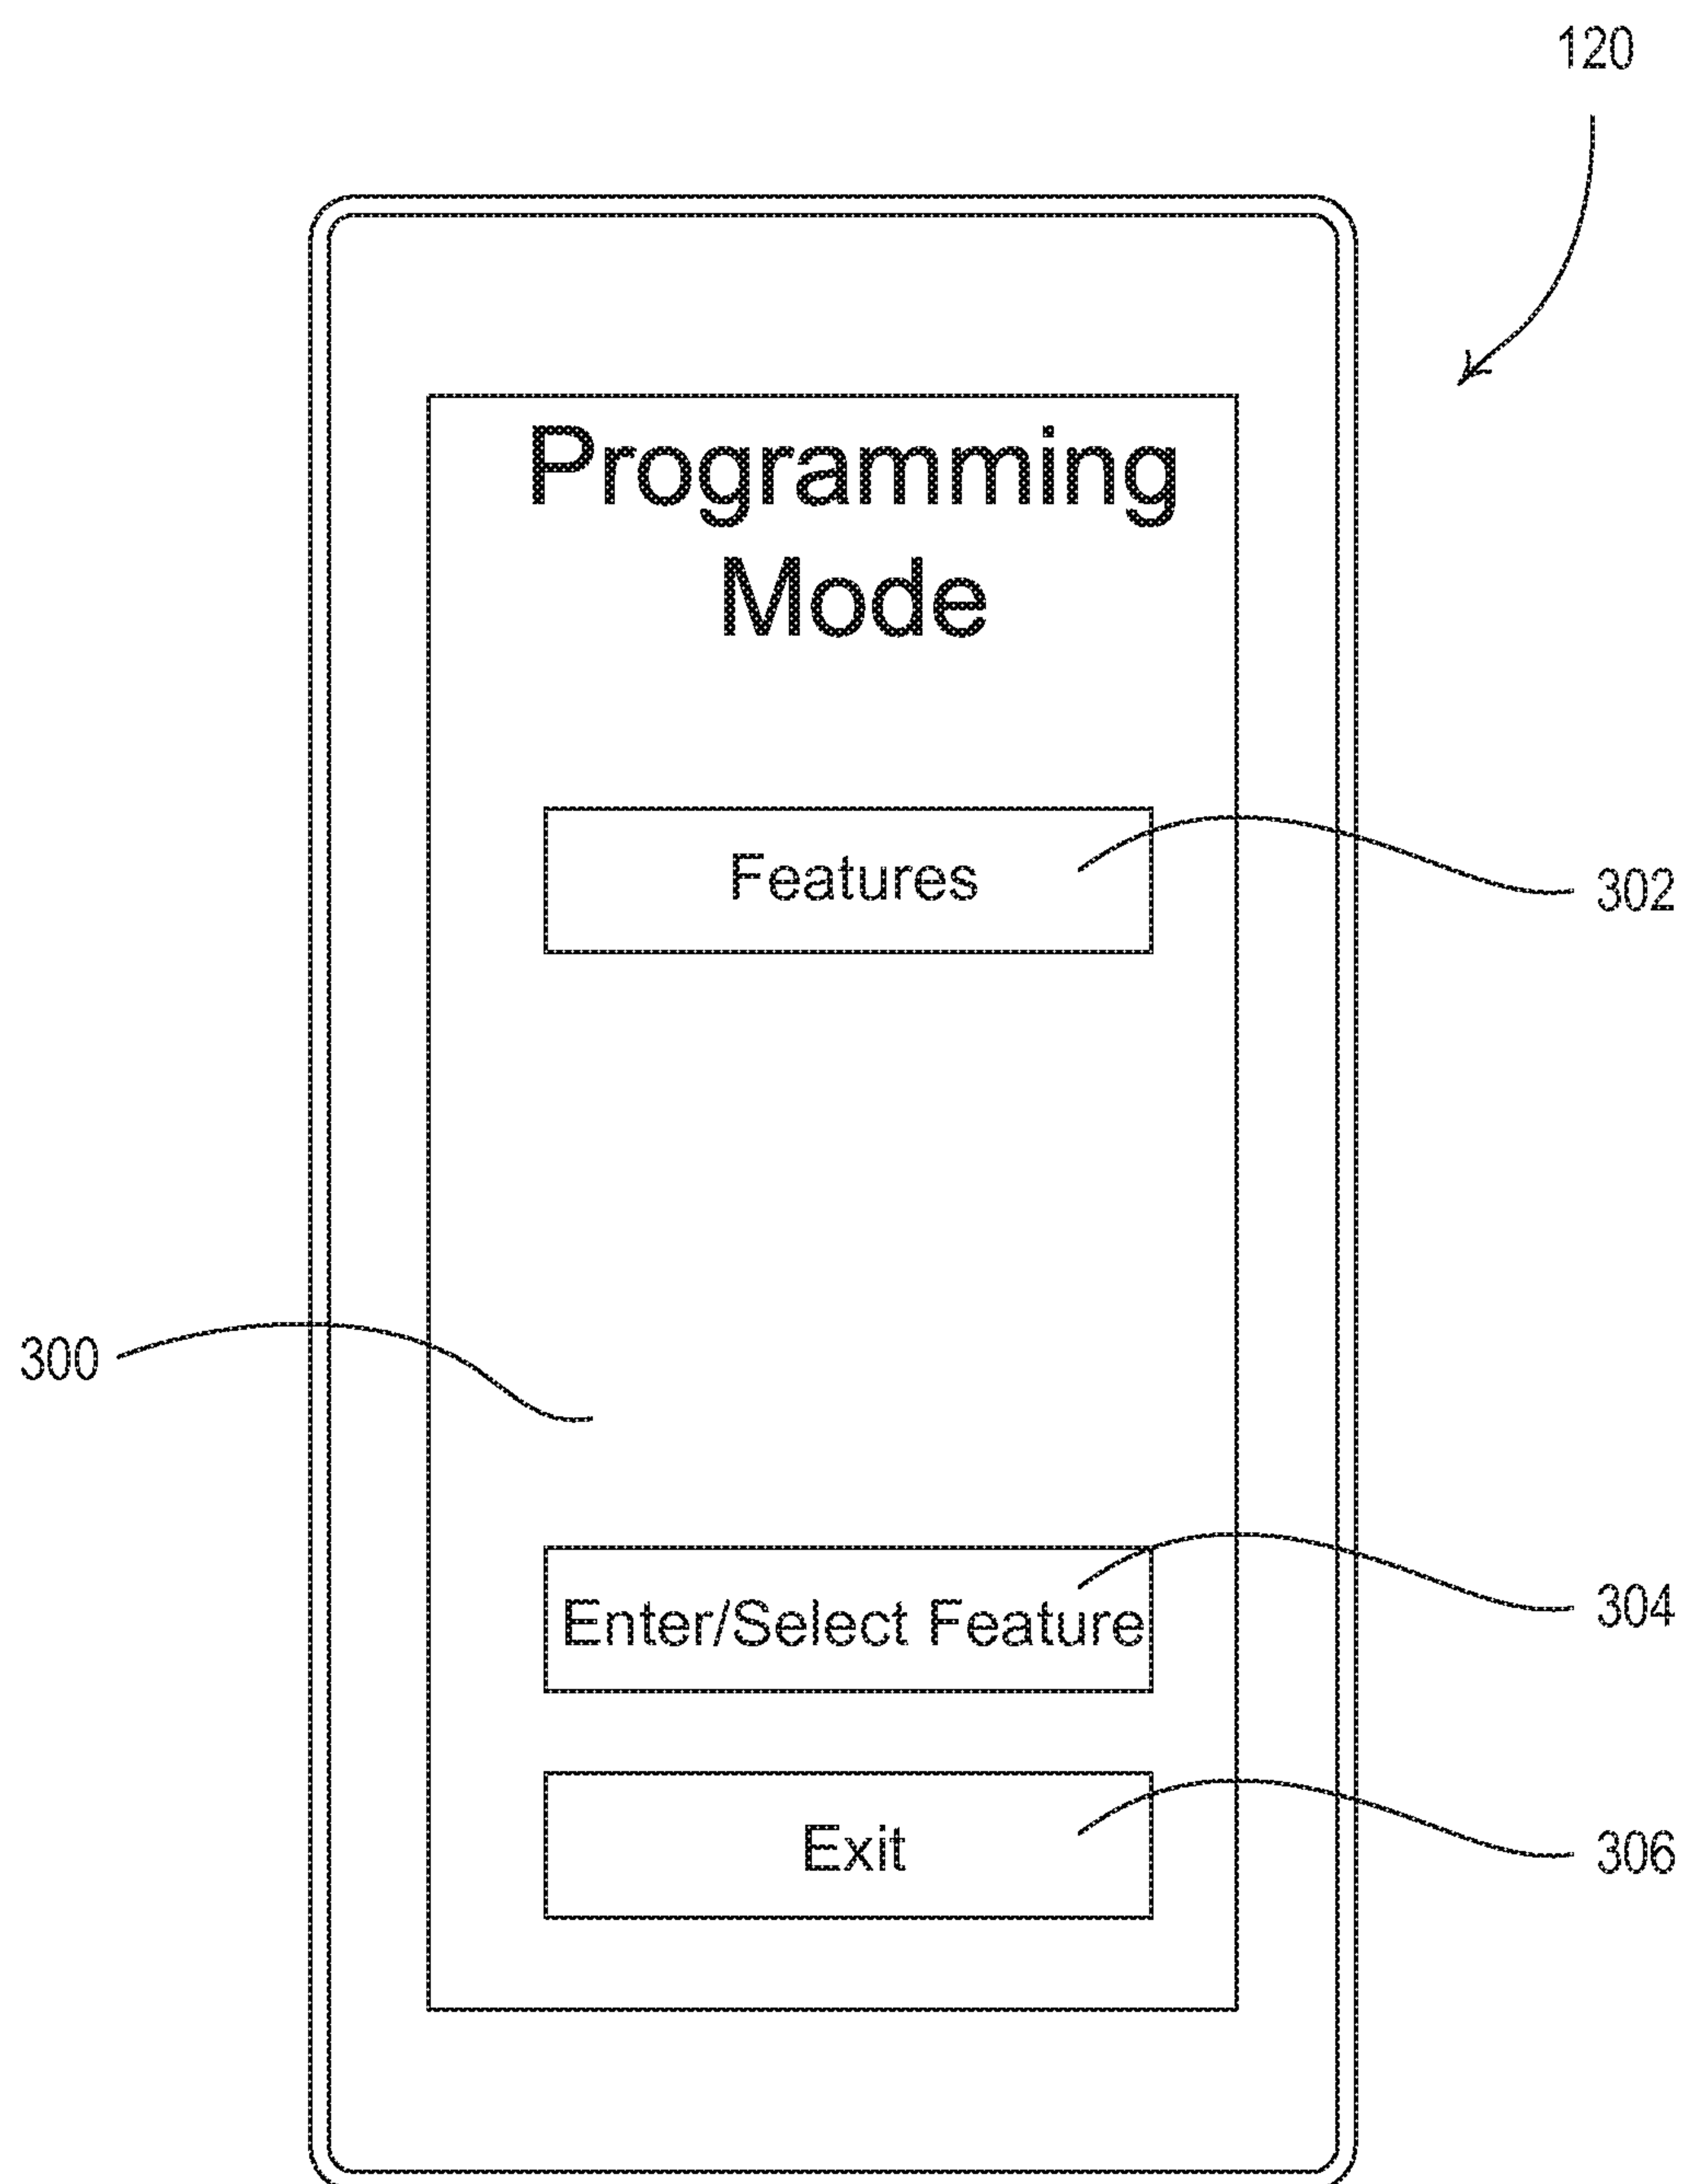 120
Programming
Mode
Features
302
300
Enter/Select Feature
304
Exit
306